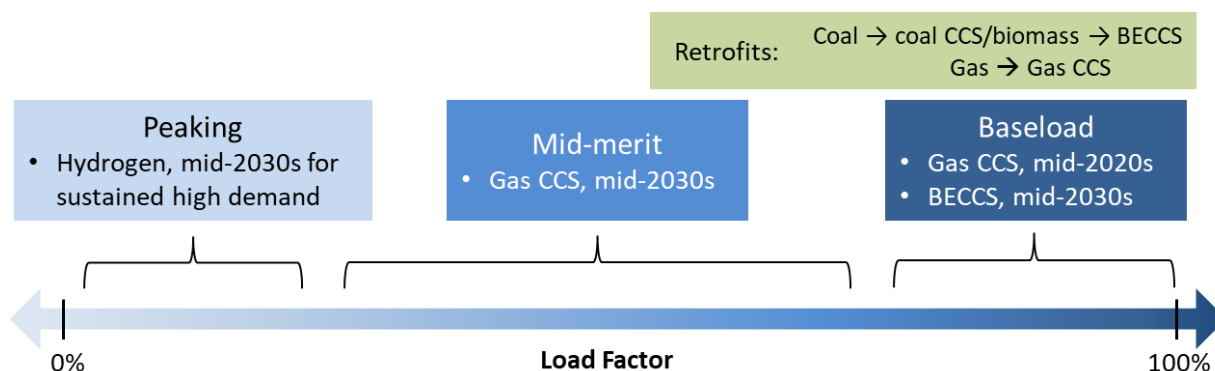 Retrofits:
Coal → coal CCS/biomass → BECCS
Gas → Gas CCS
Peaking
• Hydrogen, mid-2030s for
sustained high demand
Mid-merit
• Gas CCS, mid-2030s
Baseload
• Gas CCS, mid-2020s
• BECCS, mid-2030s
0%
Load Factor
100%